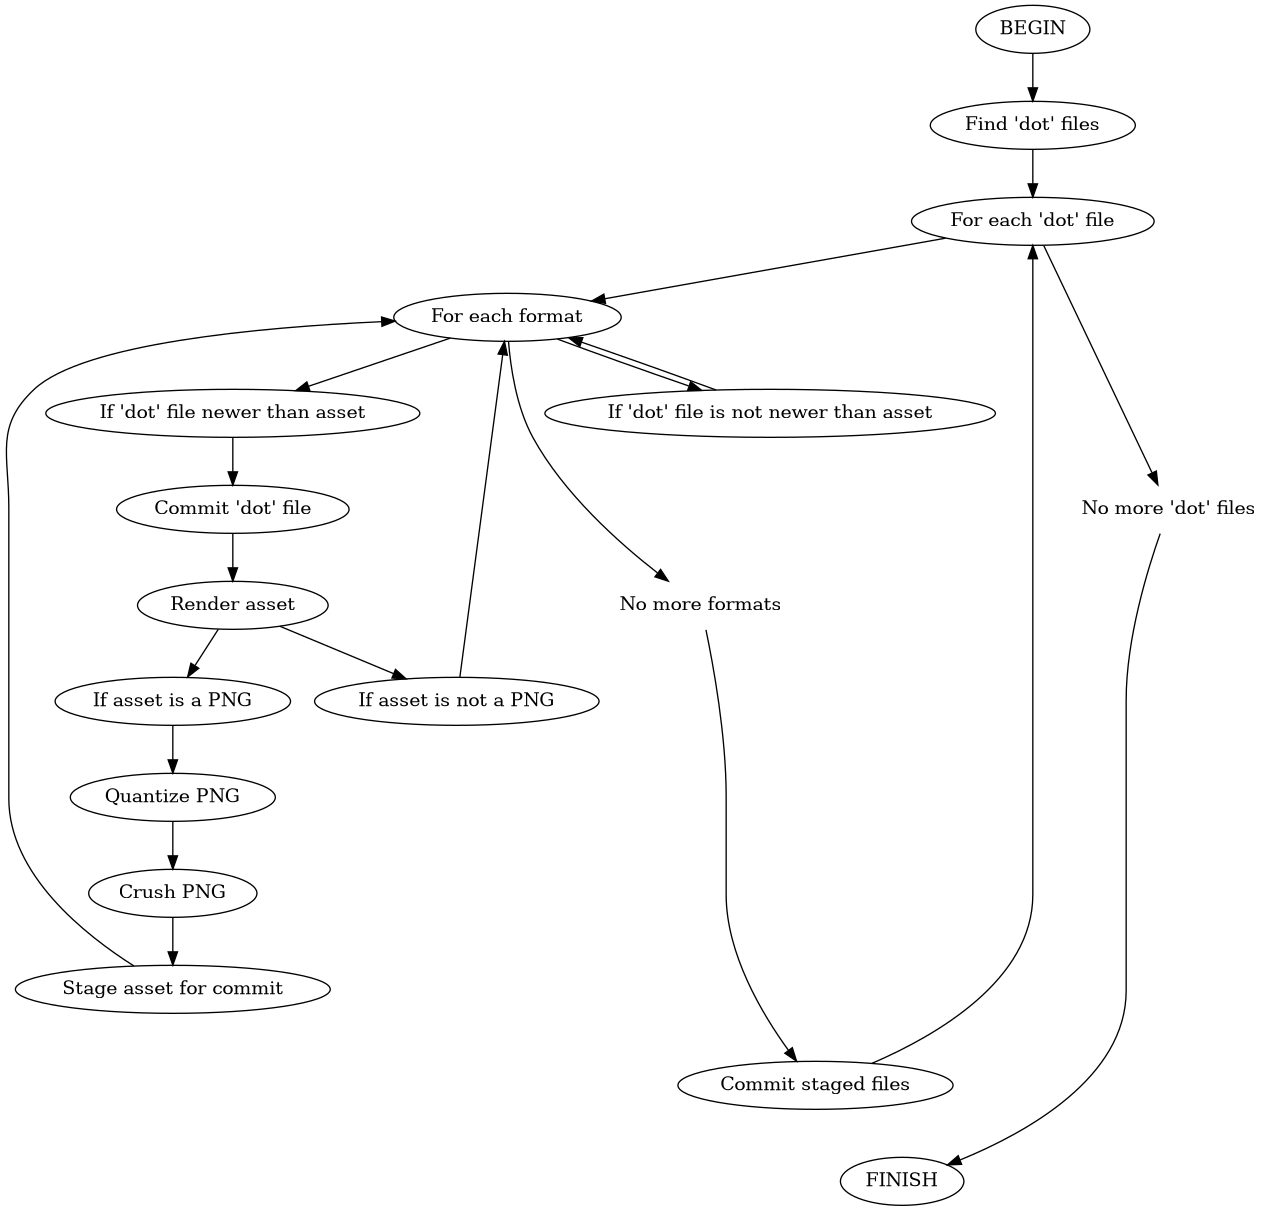 BEGIN
Find 'dot' files
For each 'dot' file
For each format
If 'dot' file newer than asset
If 'dot' file is not newer than asset
Commit 'dot' file
No more 'dot' files
Render asset
No more formats
If asset is a PNG
If asset is not a PNG
Quantize PNG
Crush PNG
Stage asset for commit
Commit staged files
FINISH